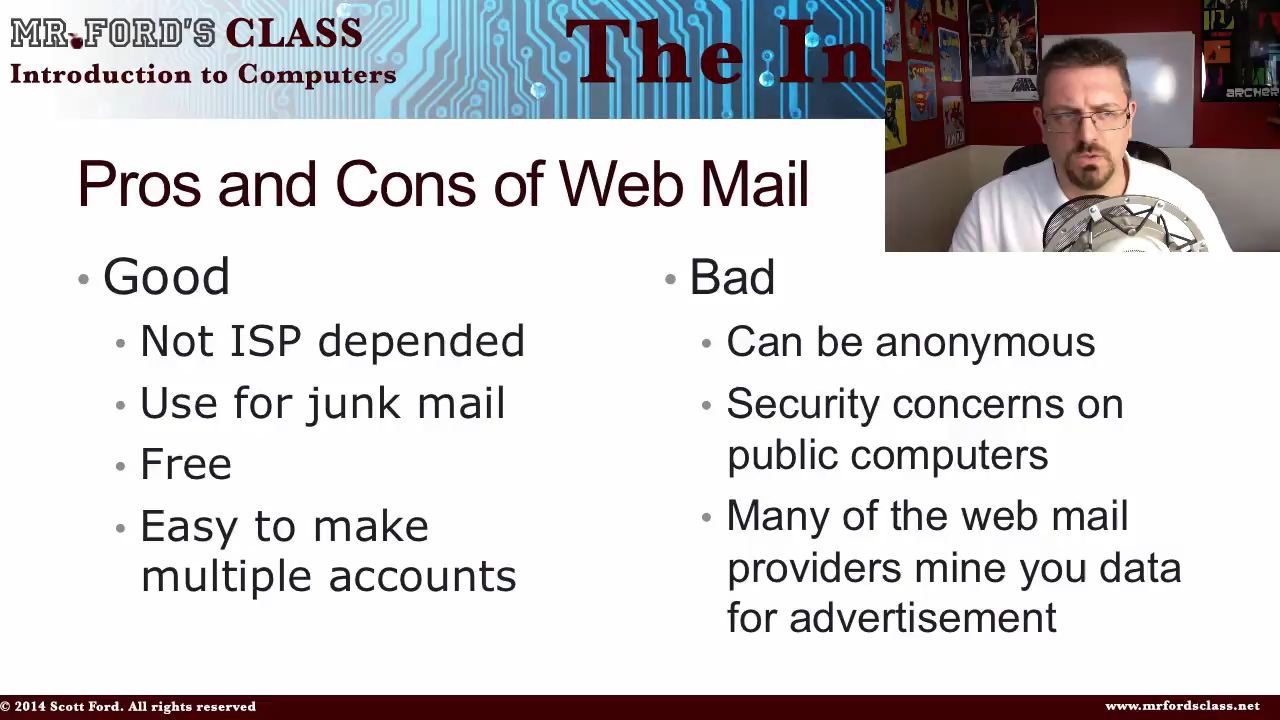 MR. FORD'S CLASS
Introduction to Computers
The In
STAR WARS
ARCHER
Pros and Cons of Web Mail
• Good
• Not ISP depended
• Use for junk mail
• Free
• Easy to make
multiple accounts
• Bad
• Can be anonymous
• Security concerns on
public computers
• Many of the web mail
providers mine you data
for advertisement
© 2014 Scott Ford. All rights reserved
www.mrfordsclass.net